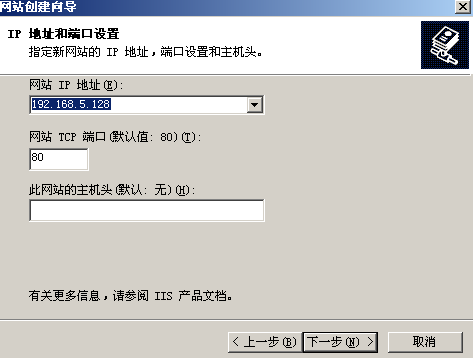 网站创建向导
IP 地址和端口设置
指定新网站的 IP 地址，端口设置和主机头。
网站 IP 地址(E):
192.168.5.128
网站 TCP 端口(默认值: 80)(T):
80
此网站的主机头(默认: 无)(H):
有关更多信息，请参阅 IIS 产品文档。
< 上一步(B) 下一步(N) > 取消